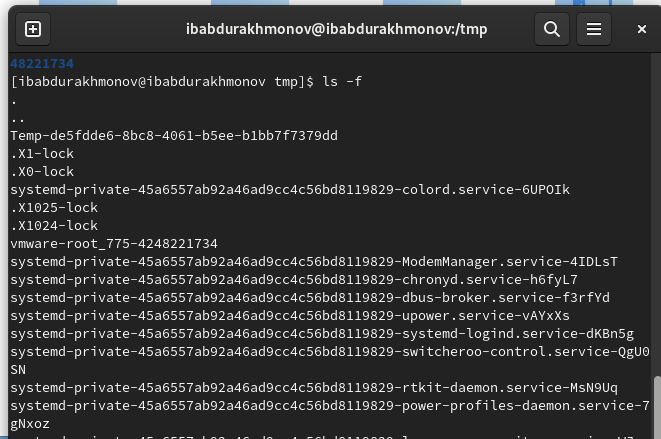 ibabdurakhmonov@ibabdurakhmonov:/tmp
48221734
[ibabdurakhmonov@ibabdurakhmonov tmp]$ ls -f
.
..
Temp-de5fdde6-8bc8-4061-b5ee-b1bb7f7379dd
.X1-lock
.X0-lock
systemd-private-45a6557ab92a46ad9cc4c56bd8119829-colord.service-6UPOIk
.X1025-lock
.X1024-lock
vmware-root_775-4248221734
systemd-private-45a6557ab92a46ad9cc4c56bd8119829-ModemManager.service-4IDLsT
systemd-private-45a6557ab92a46ad9cc4c56bd8119829-chronyd.service-h6fyL7
systemd-private-45a6557ab92a46ad9cc4c56bd8119829-dbus-broker.service-f3rfYd
systemd-private-45a6557ab92a46ad9cc4c56bd8119829-upower.service-vAYxXs
systemd-private-45a6557ab92a46ad9cc4c56bd8119829-systemd-logind.service-dKBn5g
systemd-private-45a6557ab92a46ad9cc4c56bd8119829-switcheroo-control.service-QgU0
SN
systemd-private-45a6557ab92a46ad9cc4c56bd8119829-rtkit-daemon.service-MsN9Uq
systemd-private-45a6557ab92a46ad9cc4c56bd8119829-power-profiles-daemon.service-7
gNxoz